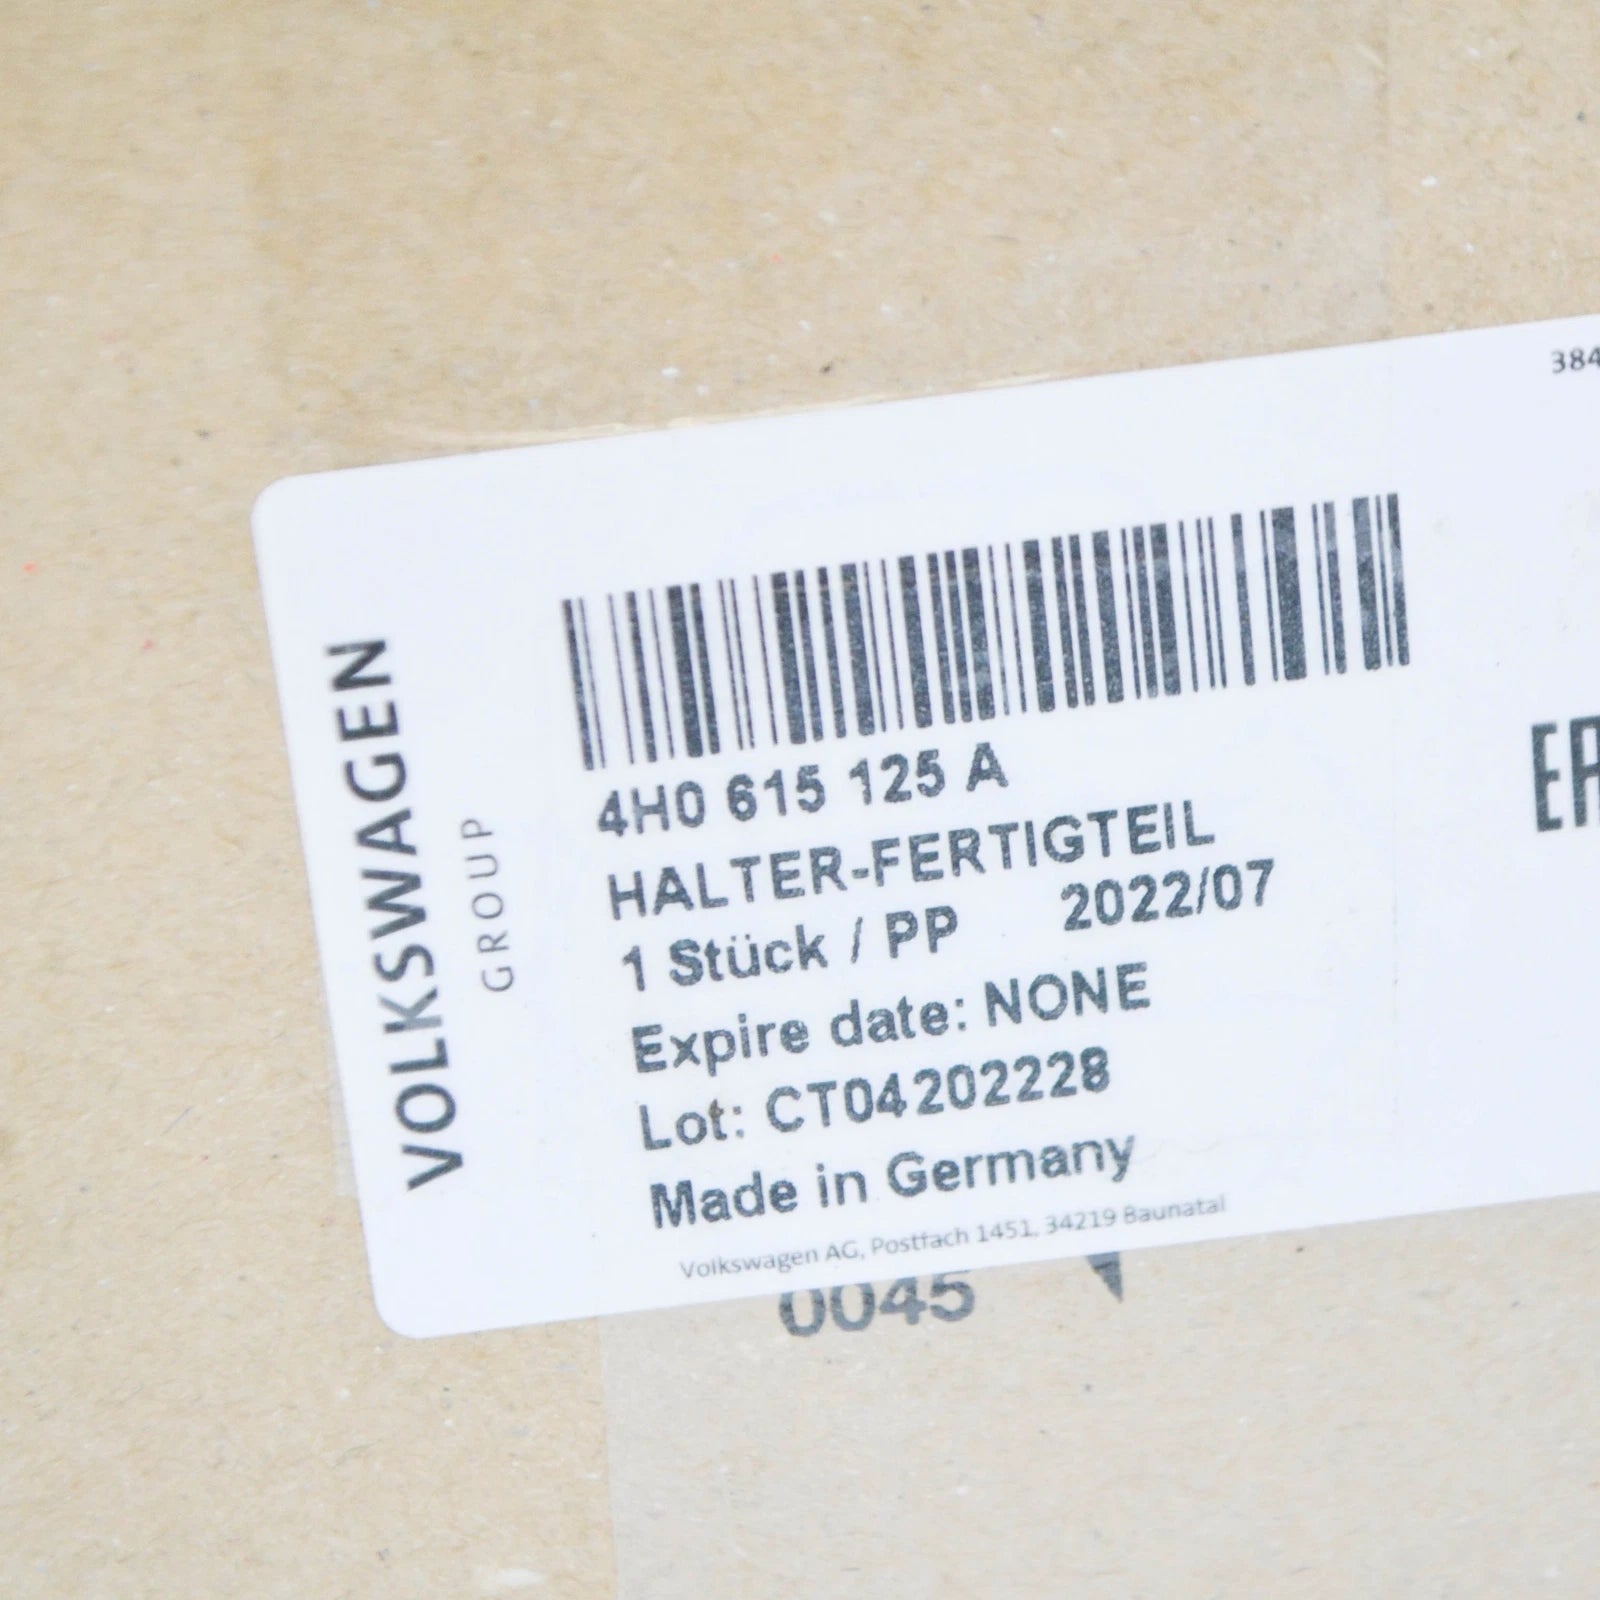 384
VOLKSWAGEN
GROUP
4H0 615 125 A
HALTER-FERTIGTEIL
1 Stück / PP 2022/07
Expire date: NONE
Lot: CT04202228
Made in Germany
Volkswagen AG, Postfach 1451, 34219 Baunatal
0045